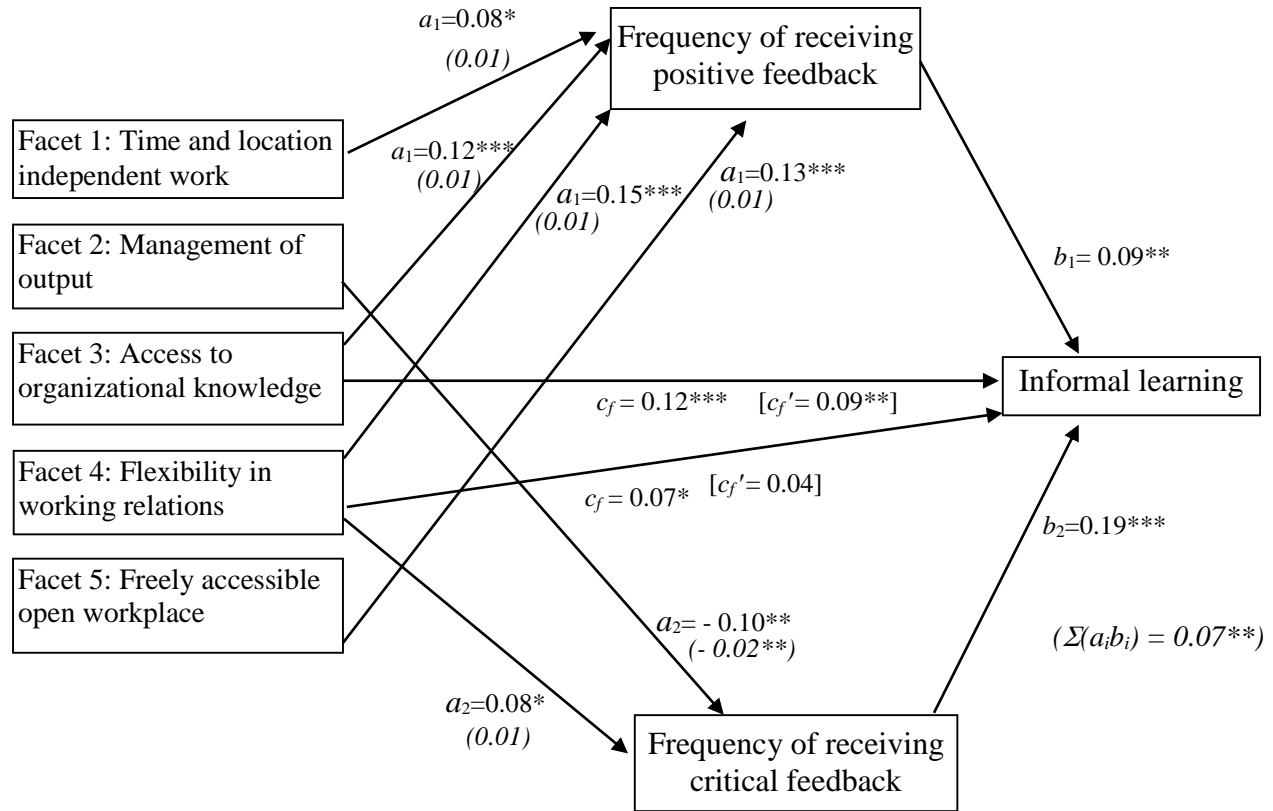 a1=0.08*
(0.01)
Frequency of receiving
positive feedback
Facet 1: Time and location
independent work
a1=0.12***
(0.01)
a1=0.15***
(0.01)
a1=0.13***
(0.01)
Facet 2: Management of
output
b1= 0.09**
Facet 3: Access to
organizational knowledge
Informal learning
cf = 0.12*** [cf′= 0.09**]
Facet 4: Flexibility in
working relations
cf = 0.07* [cf′= 0.04]
b2=0.19***
Facet 5: Freely accessible
open workplace
a2= - 0.10**
(- 0.02**)
(Σ(aibi) = 0.07**)
a2=0.08*
(0.01)
Frequency of receiving
critical feedback